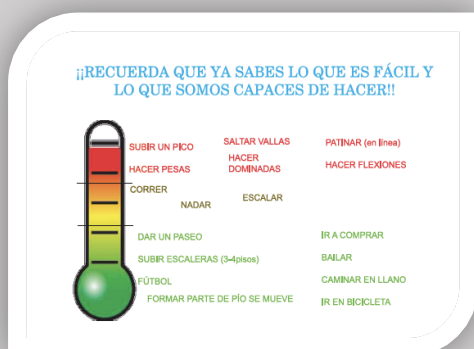 ¡¡RECUERDA QUE YA SABES LO QUE ES FÁCIL Y
LO QUE SOMOS CAPACES DE HACER!!
SUBIR UN PICO
SALTAR VALLAS
PATINAR (en línea)
HACER PESAS
HACER
DOMINADAS
HACER FLEXIONES
CORRER
NADAR
ESCALAR
DAR UN PASEO
IR A COMPRAR
SUBIR ESCALERAS (3-4pisos)
BAILAR
FÚTBOL
CAMINAR EN LLANO
FORMAR PARTE DE PÍO SE MUEVE
IR EN BICICLETA